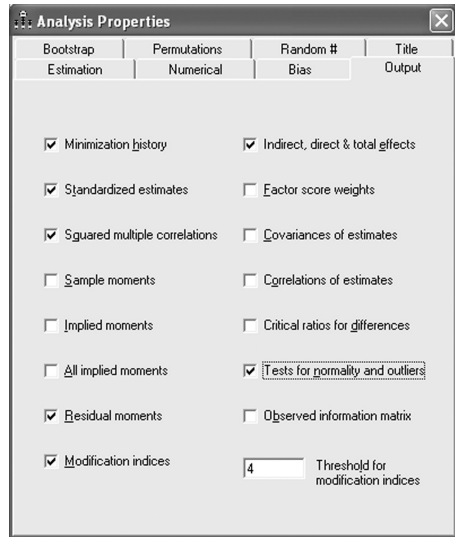 Analysis Properties
Bootstrap Permutations Random # Title
Estimation Numerical Bias Output
Minimization history Indirect, direct & total effects
Standardized estimates Factor score weights
Squared multiple correlations Covariances of estimates
Sample moments Correlations of estimates
Implied moments Critical ratios for differences
All implied moments Tests for normality and outliers
Residual moments Observed information matrix
Modification indices 4 Threshold for
modification indices